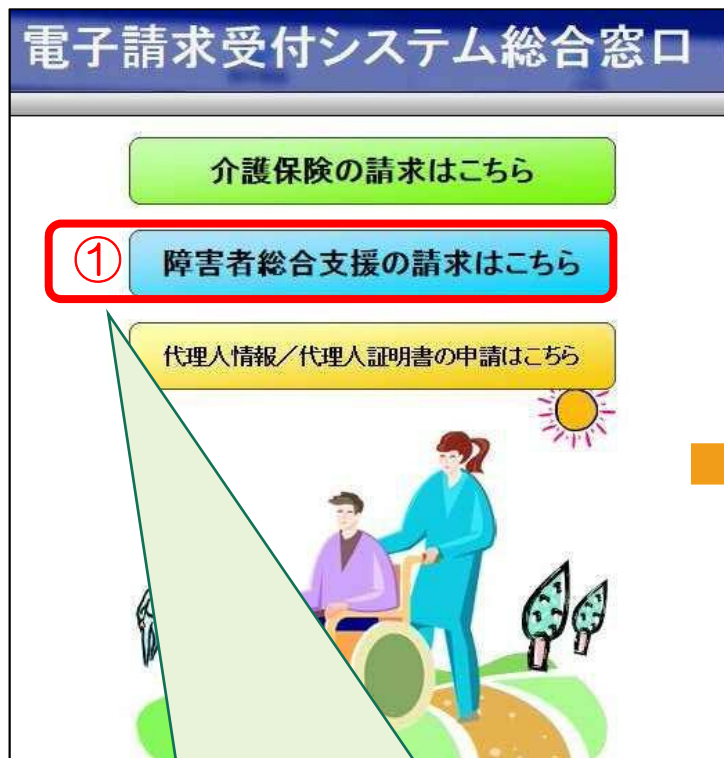 電子請求受付システム総合窓口
介護保険の請求はこちら
① 障害者総合支援の請求はこちら
代理人情報／代理人証明書の申請はこちら